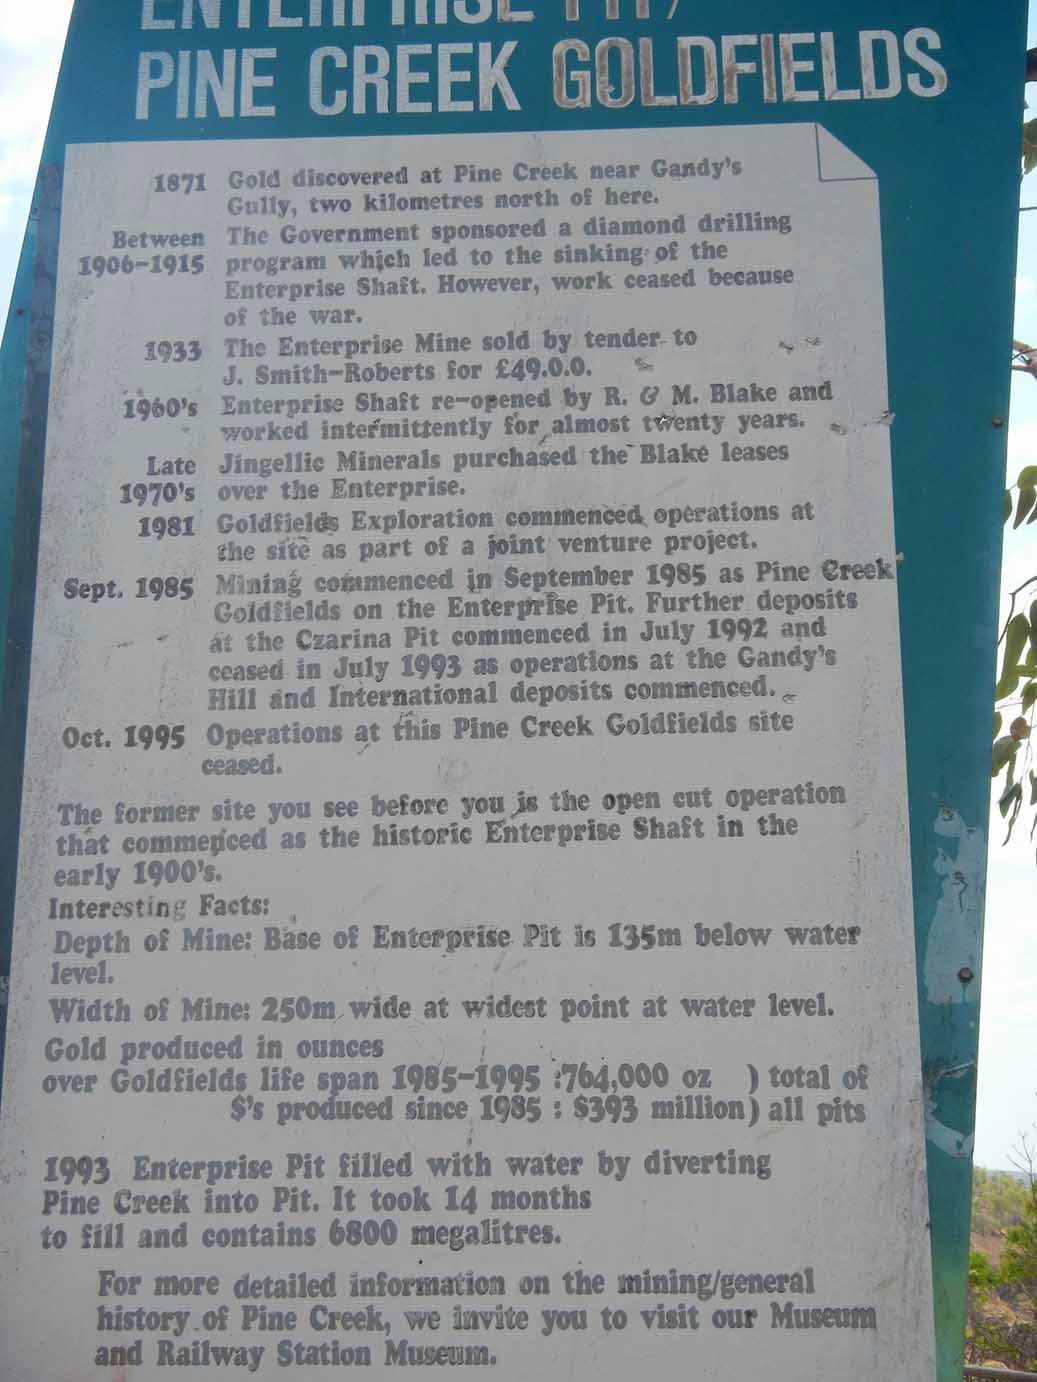 ENTERPRISE PIT/
PINE CREEK GOLDFIELDS
1871 Gold discovered at Pine Creek near Gandy's
Gully, two kilometres north of here.
Between The Government sponsored a diamond drilling
1906-1915 program which led to the sinking of the
Enterprise Shaft. However, work ceased because
of the war.
1933 The Enterprise Mine sold by tender to
J. Smith-Roberts for £49.0.0.
1960's Enterprise Shaft re-opened by R. & M. Blake and
worked intermittently for almost twenty years.
Late Jingellic Minerals purchased the Blake leases
1970's over the Enterprise.
1981 Goldfields Exploration commenced operations at
the site as part of a joint venture project.
Sept. 1985 Mining commenced in September 1985 as Pine Creek
Goldfields on the Enterprise Pit. Further deposits
at the Czarina Pit commenced in July 1992 and
ceased in July 1993 as operations at the Gandy's
Hill and International deposits commenced.
Oct. 1995 Operations at this Pine Creek Goldfields site
ceased.
The former site you see before you is the open cut operation
that commenced as the historic Enterprise Shaft in the
early 1900's.
Interesting Facts:
Depth of Mine: Base of Enterprise Pit is 135m below water
level.
Width of Mine: 250m wide at widest point at water level.
Gold produced in ounces
over Goldfields life span 1985-1995 :764,000 oz ) total of
$'s produced since 1985 : $393 million) all pits
1993 Enterprise Pit filled with water by diverting
Pine Creek into Pit. It took 14 months
to fill and contains 6800 megalitres.
For more detailed information on the mining/general
history of Pine Creek, we invite you to visit our Museum
and Railway Station Museum.